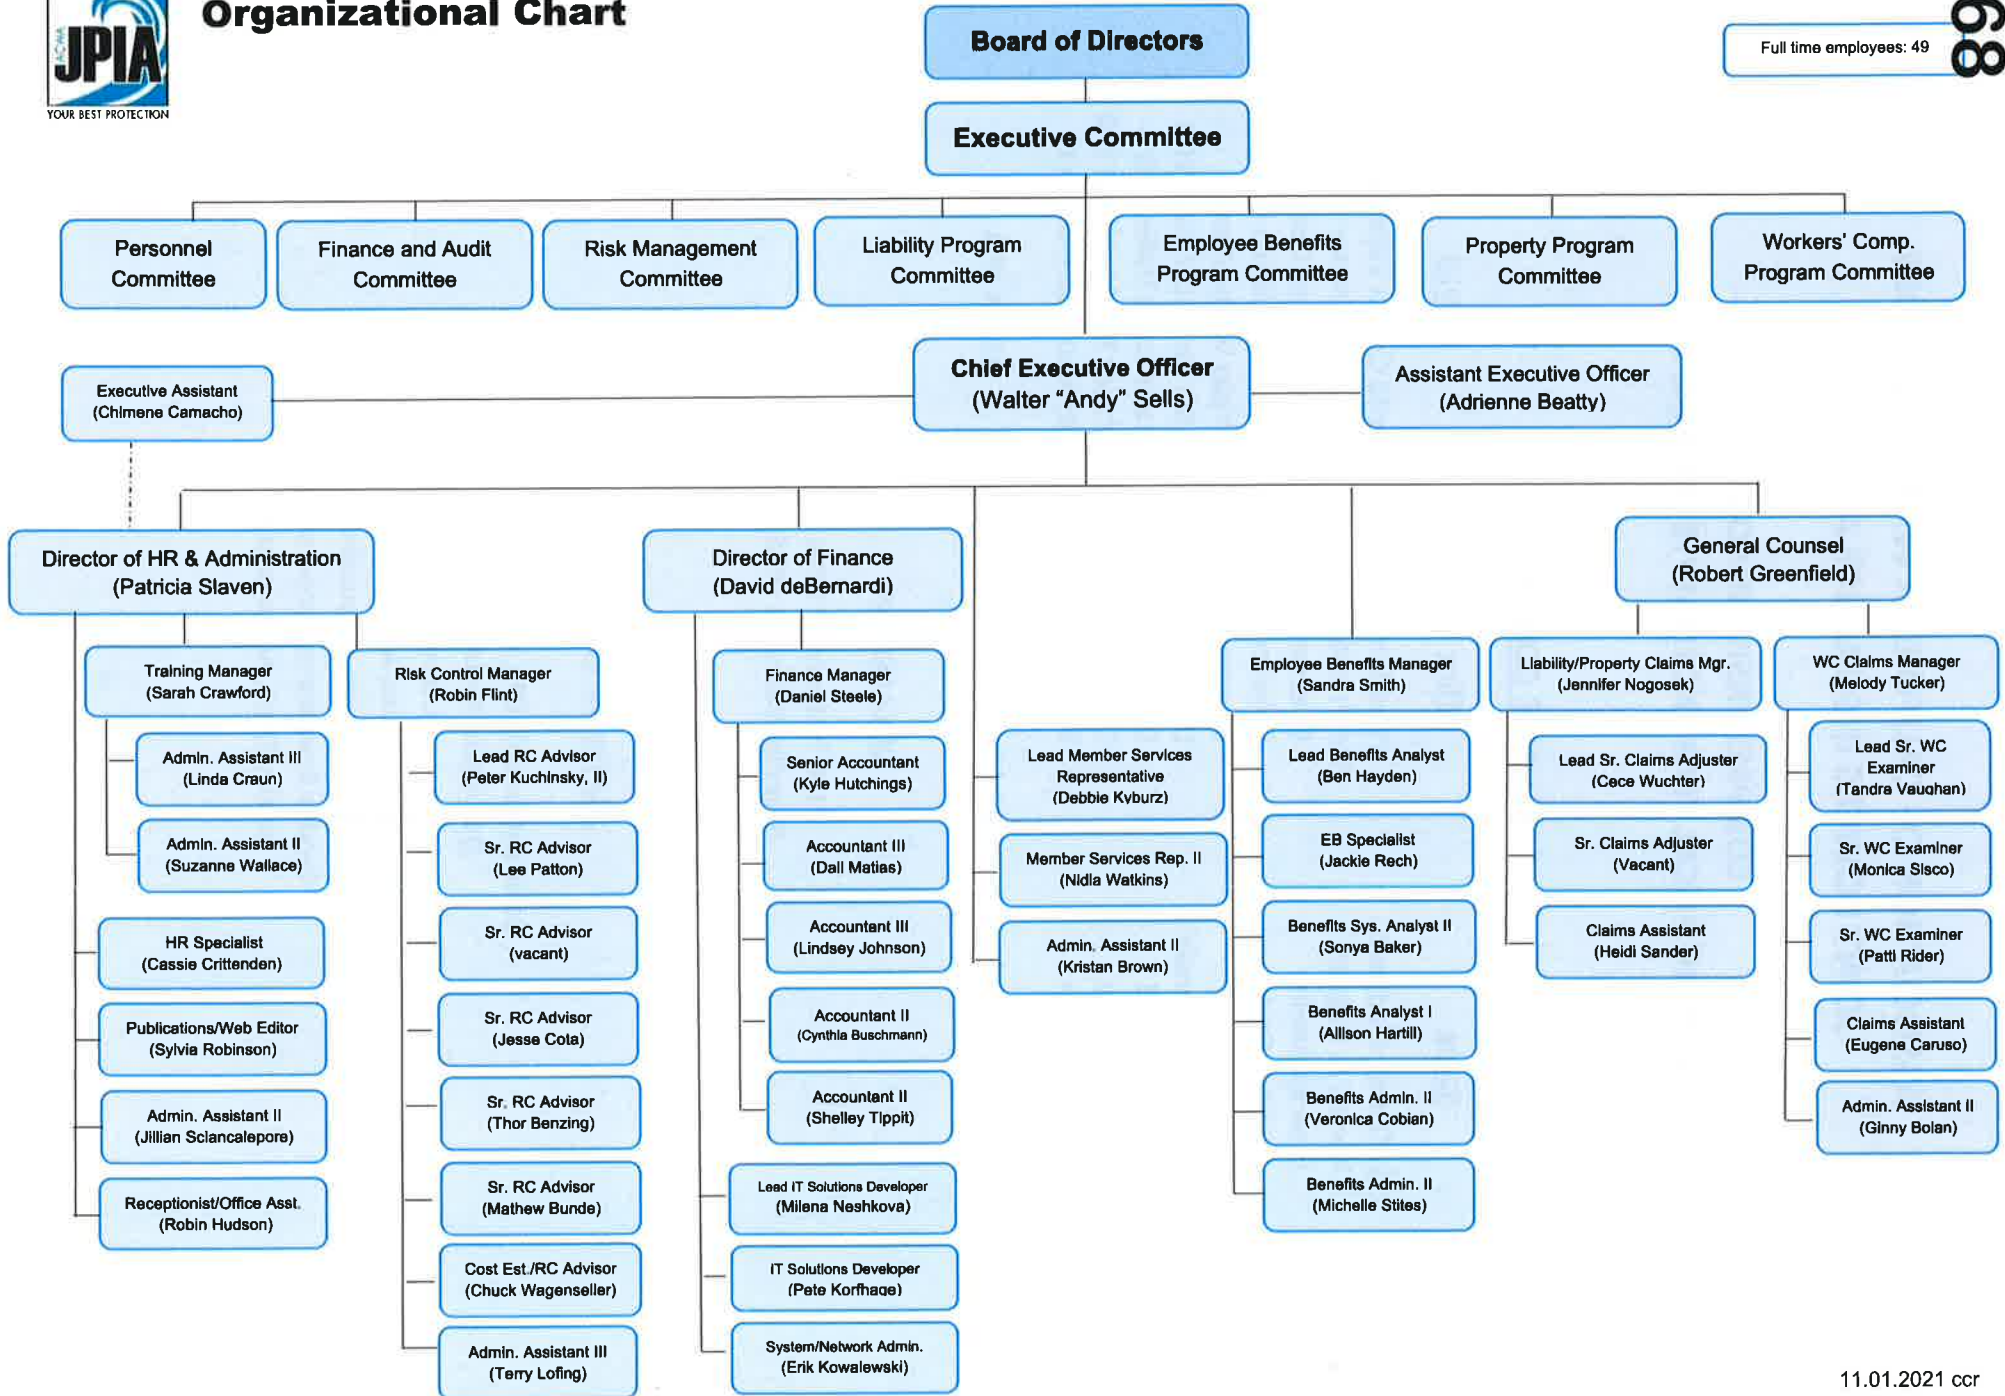 ACWA
JPIA
YOUR BEST PROTECTION
Organizational Chart
Full time employees: 49
68
Board of Directors
Executive Committee
Personnel
Committee
Finance and Audit
Committee
Risk Management
Committee
Liability Program
Committee
Employee Benefits
Program Committee
Property Program
Committee
Workers' Comp.
Program Committee
Executive Assistant
(Chimene Camacho)
Chief Executive Officer
(Walter “Andy” Sells)
Assistant Executive Officer
(Adrienne Beatty)
Director of HR & Administration
(Patricia Slaven)
Training Manager
(Sarah Crawford)
Admin. Assistant III
(Linda Craun)
Admin. Assistant II
(Suzanne Wallace)
HR Specialist
(Cassie Crittenden)
Publications/Web Editor
(Sylvia Robinson)
Admin. Assistant II
(Jillian Sciancalepore)
Receptionist/Office Asst.
(Robin Hudson)
Risk Control Manager
(Robin Flint)
Lead RC Advisor
(Peter Kuchinsky, II)
Sr. RC Advisor
(Lee Patton)
Sr. RC Advisor
(vacant)
Sr. RC Advisor
(Jesse Cota)
Sr. RC Advisor
(Thor Benzing)
Sr. RC Advisor
(Mathew Bunde)
Cost Est./RC Advisor
(Chuck Wagenseller)
Admin. Assistant III
(Terry Lofing)
Director of Finance
(David deBernardi)
Finance Manager
(Daniel Steele)
Senior Accountant
(Kyle Hutchings)
Accountant III
(Dali Matias)
Accountant III
(Lindsey Johnson)
Accountant II
(Cynthia Buschmann)
Accountant II
(Shelley Tippit)
Lead IT Solutions Developer
(Milena Neshkova)
IT Solutions Developer
(Pete Korfhage)
System/Network Admin.
(Erik Kowalewski)
Lead Member Services
Representative
(Debbie Kyburz)
Member Services Rep. II
(Nidia Watkins)
Admin. Assistant II
(Kristan Brown)
Employee Benefits Manager
(Sandra Smith)
Lead Benefits Analyst
(Ben Hayden)
EB Specialist
(Jackie Rech)
Benefits Sys. Analyst II
(Sonya Baker)
Benefits Analyst I
(Allison Hartill)
Benefits Admin. II
(Veronica Cobian)
Benefits Admin. II
(Michelle Stites)
General Counsel
(Robert Greenfield)
Liability/Property Claims Mgr.
(Jennifer Nogosek)
Lead Sr. Claims Adjuster
(Cece Wuchter)
Sr. Claims Adjuster
(Vacant)
Claims Assistant
(Heidi Sander)
WC Claims Manager
(Melody Tucker)
Lead Sr. WC
Examiner
(Tandra Vaughan)
Sr. WC Examiner
(Monica Sisco)
Sr. WC Examiner
(Patti Rider)
Claims Assistant
(Eugene Caruso)
Admin. Assistant II
(Ginny Bolan)
11.01.2021 ccr